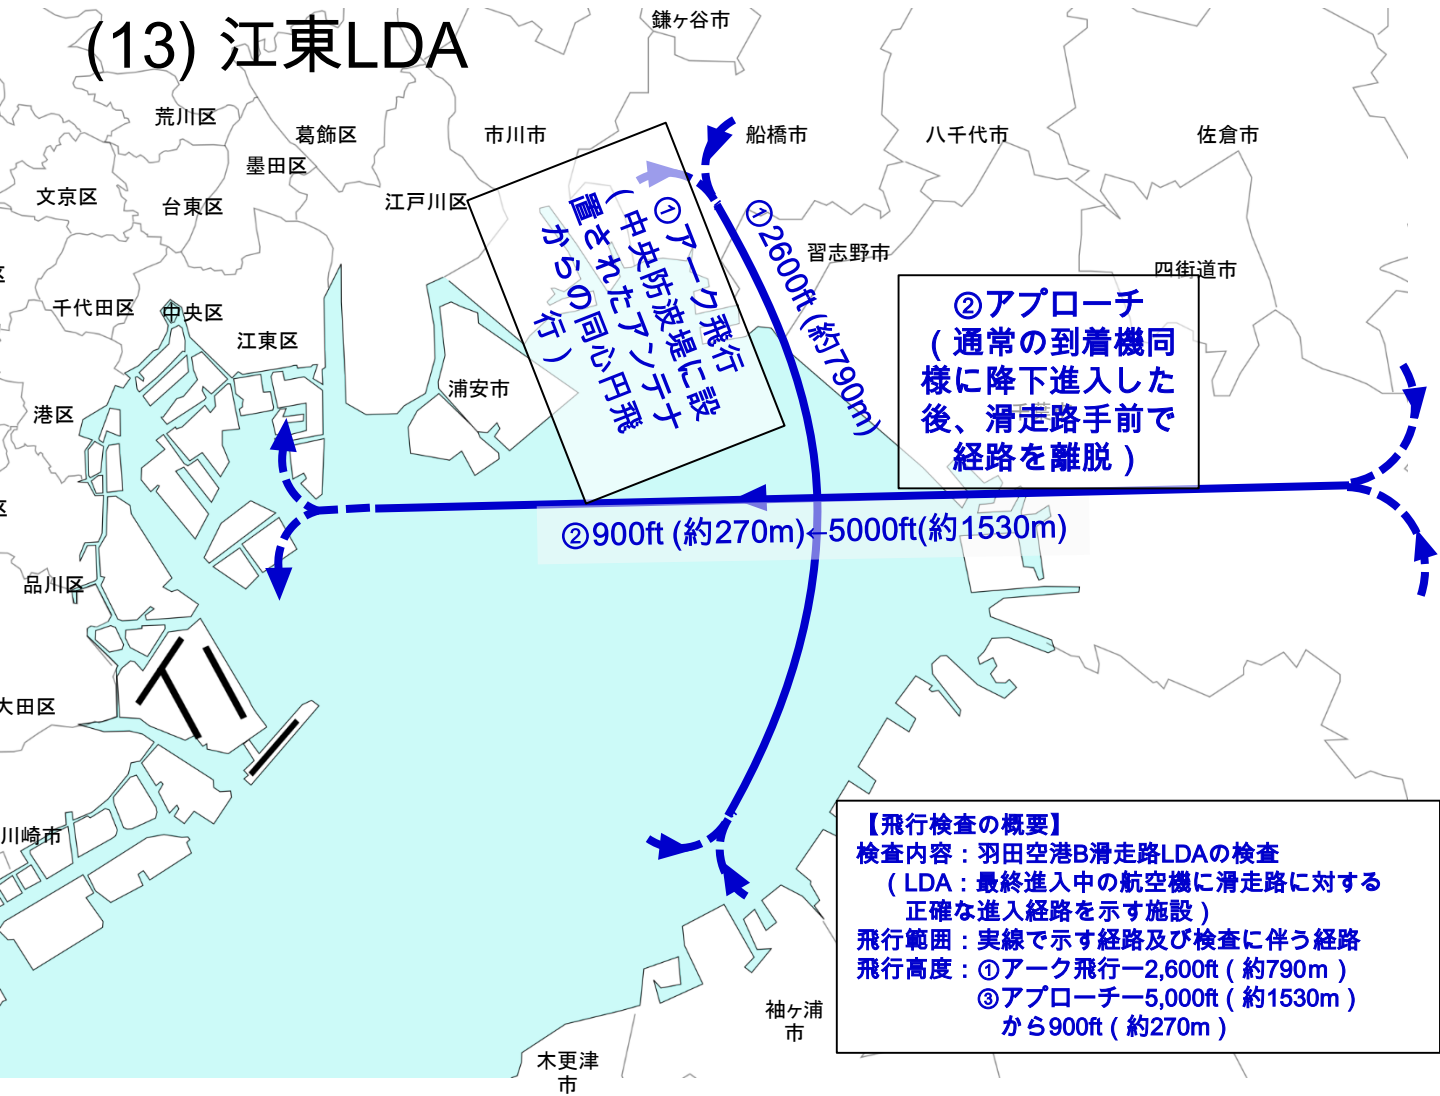 (13) 江東LDA
鎌ヶ谷市
荒川区
葛飾区
市川市
船橋市
八千代市
佐倉市
墨田区
文京区
台東区
江戸川区
習志野市
四街道市
区
千代田区
中央区
江東区
浦安市
港区
区
品川区
大田区
川崎市
袖ヶ浦
市
木更津
市
①アーク飛行
(中央防波堤に設
置されたアンテナ
からの同心円飛
行)
①2600ft (約790m)
②アプローチ
(通常の到着機同
様に降下進入した
後、滑走路手前で
経路を離脱)
②900ft (約270m)←5000ft(約1530m)
【飛行検査の概要】
検査内容：羽田空港B滑走路LDAの検査
(LDA：最終進入中の航空機に滑走路に対する
正確な進入経路を示す施設)
飛行範囲：実線で示す経路及び検査に伴う経路
飛行高度：①アーク飛行ー2,600ft(約790m)
③アプローチー5,000ft(約1530m)
から900ft(約270m)